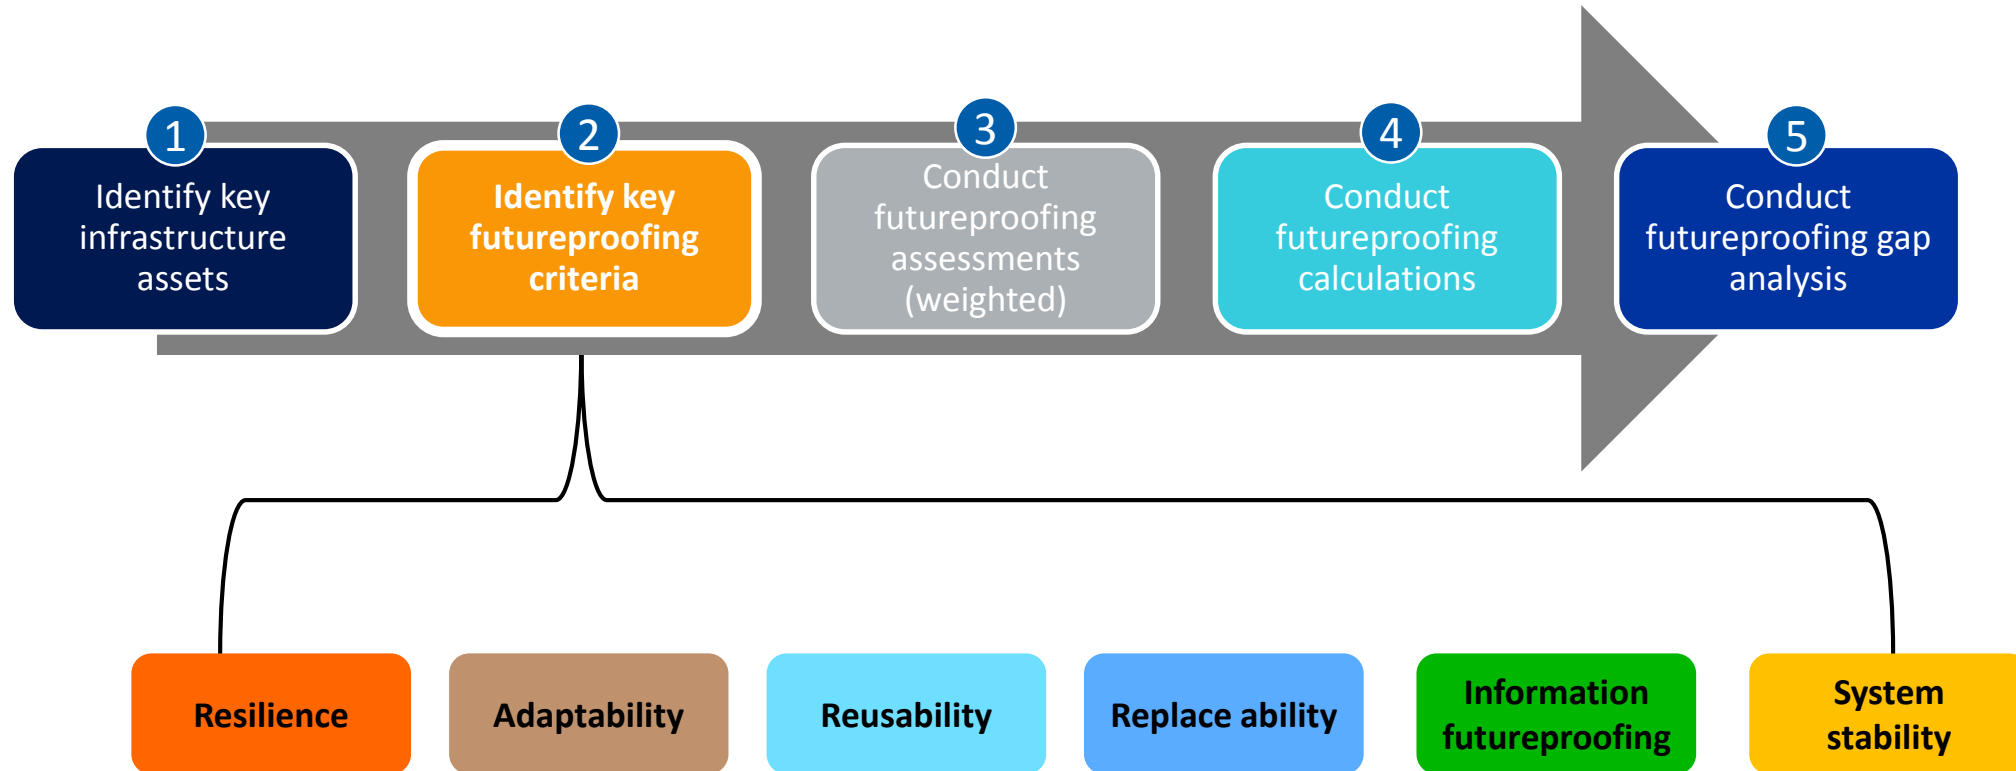 1
Identify key
infrastructure
assets
2
Identify key
futureproofing
criteria
3
Conduct
futureproofing
assessments
(weighted)
4
Conduct
futureproofing
calculations
5
Conduct
futureproofing gap
analysis
Resilience
Adaptability
Reusability
Replace ability
Information
futureproofing
System
stability